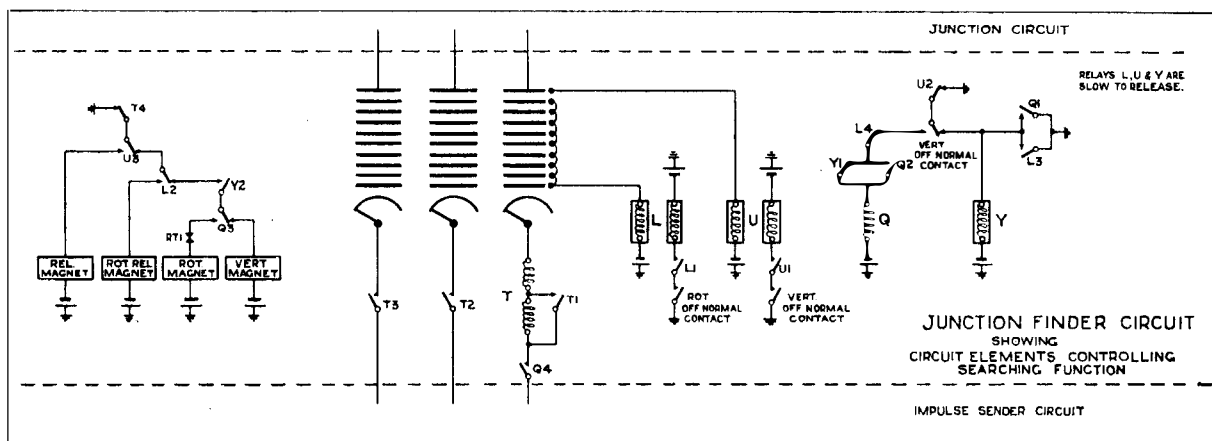 JUNCTION CIRCUIT
RELAYS L, U & Y ARE
SLOW TO RELEASE.
T4
U3
L2
Y2
Q3
RT1
REL.
MAGNET
ROT REL
MAGNET
ROT
MAGNET
VERT
MAGNET
T3
T2
T
T1
Q4
L
L1
ROT
OFF NORMAL
CONTACT
U
U1
VERT.
OFF NORMAL
CONTACT
U2
L4
VERT
OFF NORMAL
CONTACT
Y1
Q2
Q
Q1
L3
Y
JUNCTION FINDER CIRCUIT
SHOWING
CIRCUIT ELEMENTS CONTROLLING
SEARCHING FUNCTION
IMPULSE SENDER CIRCUIT